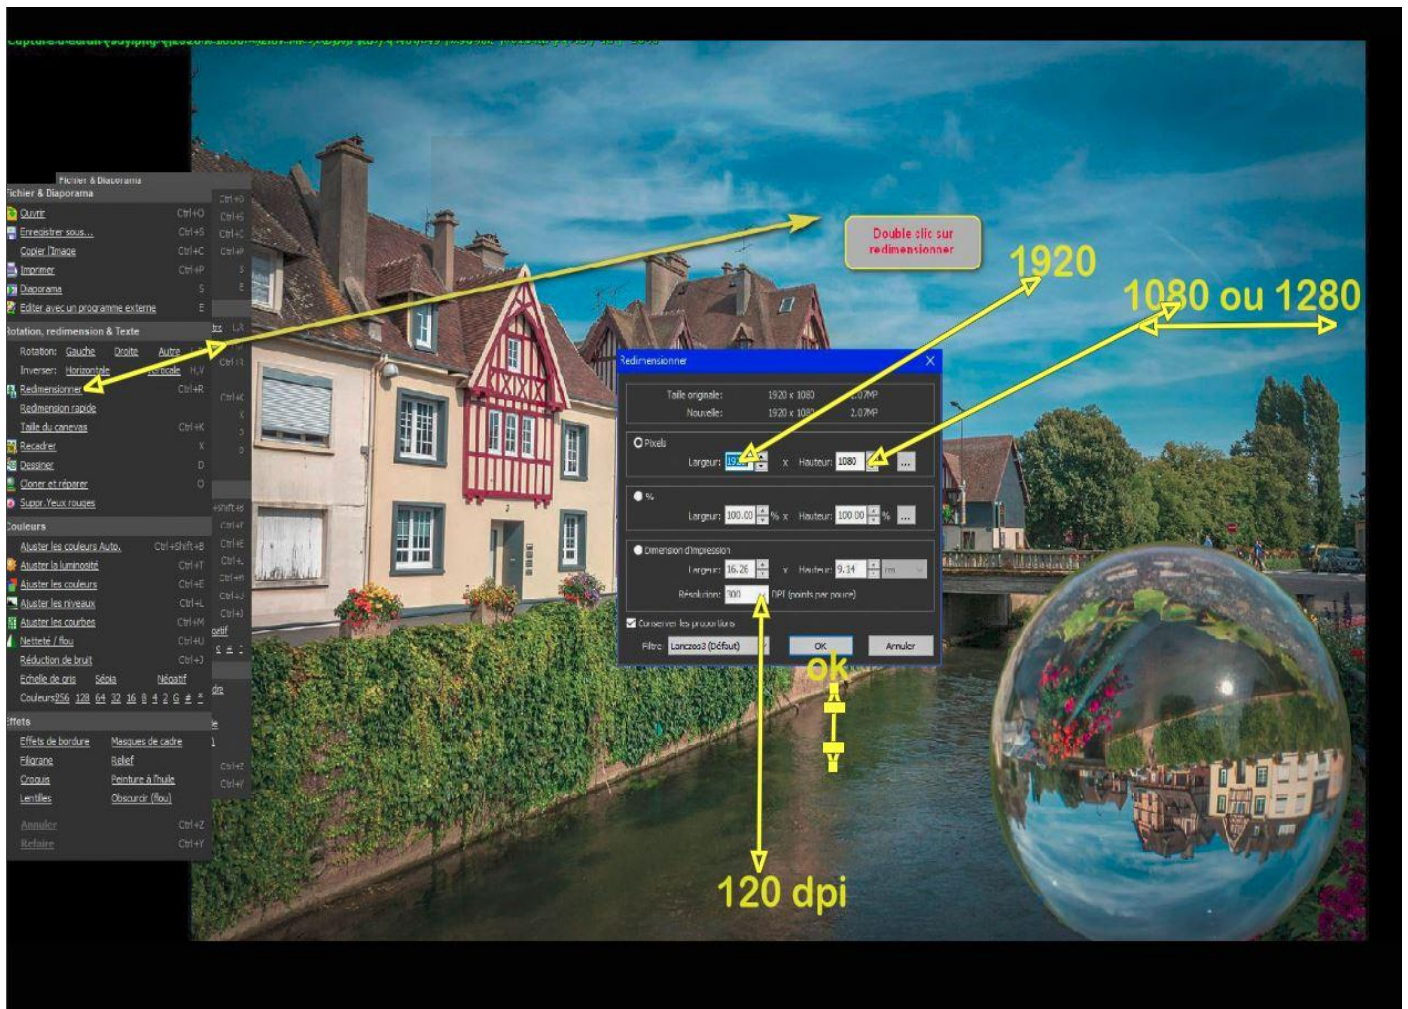 Fichier & Diaporama
Fichier & Diaporama
Ouvrir Ctrl+O
Enregistrer sous... Ctrl+S
Copier l'Image Ctrl+C
Imprimer Ctrl+P
Diaporama S
Editer avec un programme externe E
Rotation, redimension & Texte
Rotation: Gauche Droite Autre L,R
Inverser: Horizontale Verticale H,V
Redimensionner Ctrl+R
Redimension rapide
Taille du canevas Ctrl+K
Recadrer X
Dessiner D
Cloner et réparer O
Suppr.Yeux rouges
Couleurs
Ajuster les couleurs Auto. Ctrl+Shift+B
Ajuster la luminosité Ctrl+T
Ajuster les couleurs Ctrl+E
Ajuster les niveaux Ctrl+L
Ajuster les courbes Ctrl+M
Netteté / flou Ctrl+U
Réduction de bruit Ctrl+J
Echelle de gris Sépia Négatif
Couleurs 256 128 64 32 16 8 4 2 G # *
Effets
Effets de bordure Masques de cadre
Filigrane Relief
Croquis Peinture à l'huile
Lentilles Obscurcir (flou)
Annuler Ctrl+Z
Refaire Ctrl+Y
Double clic sur
redimensionner
1920
1080 ou 1280
Redimensionner
Taille originale: 1920 x 1080 2.07MP
Nouvelle: 1920 x 1080 2.07MP
Pixels
Largeur: 1920 x Hauteur: 1080 ...
%
Largeur: 100.00 % x Hauteur: 100.00 % ...
Dimension d'impression
Largeur: 16.26 x Hauteur: 9.14 cm
Résolution: 300 DPI (points par pouce)
Conserver les proportions
Filtre: Lanczos3 (Défaut) OK Annuler
ok
120 dpi